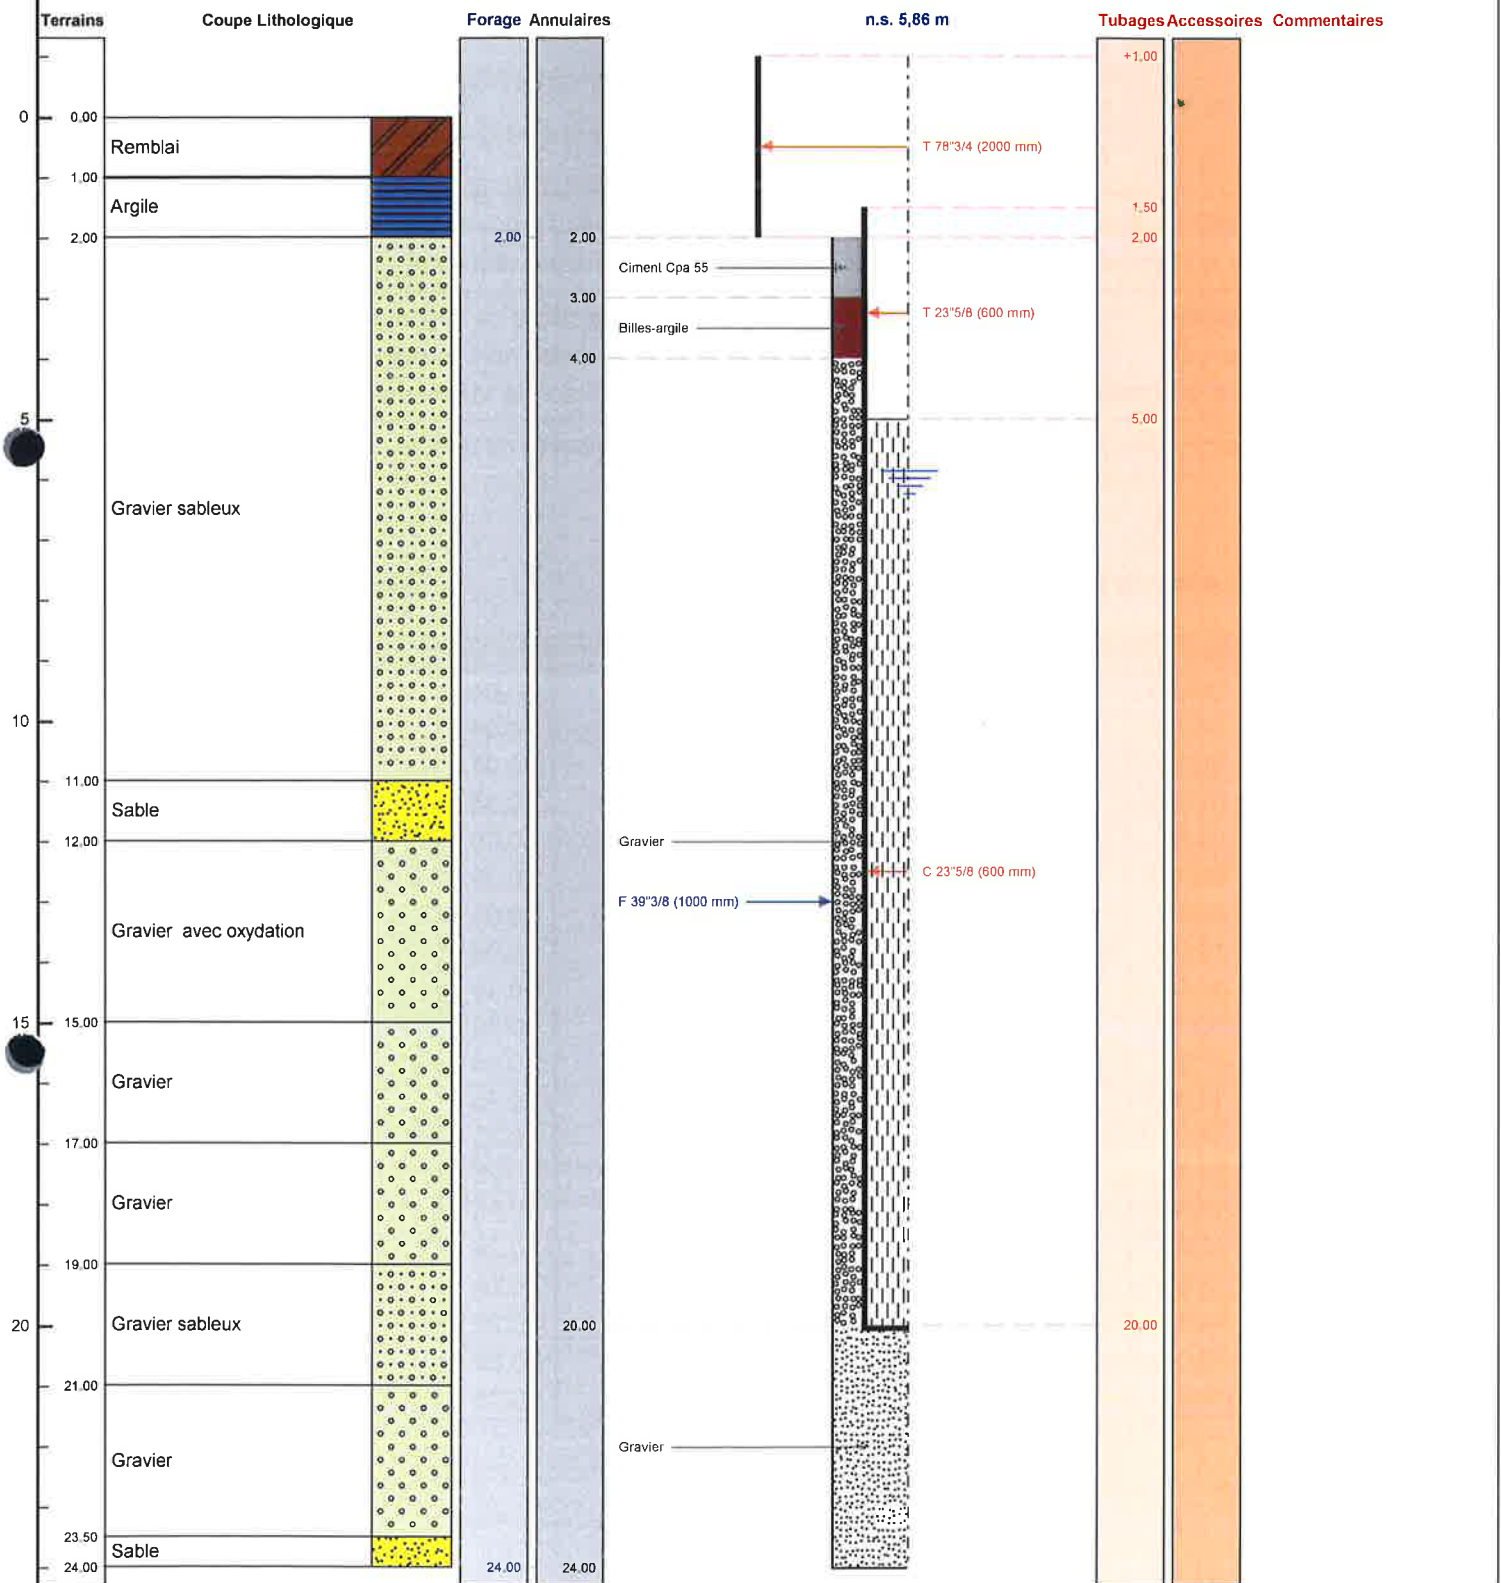 Terrains Coupe Lithologique Forage Annulaires n.s. 5,86 m Tubages Accessoires Commentaires
+1,00
0 0,00
Remblai T 78"3/4 (2000 mm)
1,00
Argile 1,50
2,00 2,00 2,00 2,00
Ciment Cpa 55
3.00
T 23"5/8 (600 mm)
Billes-argile
4,00
5 5,00
Gravier sableux
10
11.00
Sable
12.00 Gravier
C 23"5/8 (600 mm)
F 39"3/8 (1000 mm)
Gravier avec oxydation
15 15.00
Gravier
17.00
Gravier
19.00
Gravier sableux
20 20.00 20.00
21.00
Gravier
Gravier
23.50
Sable
24.00 24,00 24.00